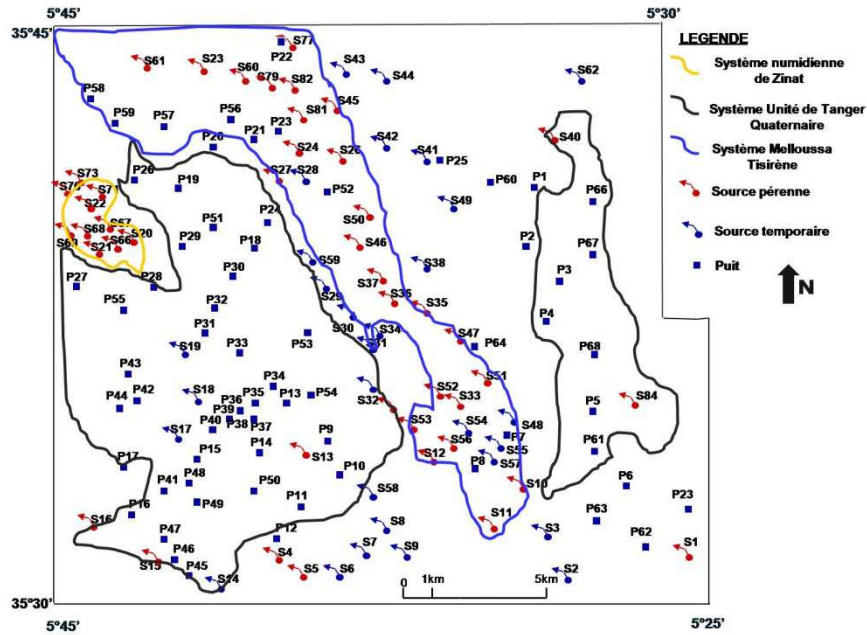 5°45'
5°30'
35°45'
LEGENDE
Système numidienne
de Zinat
Système Unité de Tanger
Quaternaire
Système Melloussa
Tisirène
Source pérenne
Source temporaire
Puit
N
S77
P22
S61
S23
S60
S79
S82
S43
S44
S62
P58
S45
P59
P57
P56
S81
P21
P23
S42
S40
P20
S24
S26
S41
P25
S73
P26
P19
S27
S28
P52
P60
P1
S22
P66
S49
S67
S20
P51
P24
S50
S68
S66
S21
P29
P18
S46
P2
P67
S59
S38
P27
P28
P30
S29
S37
P3
P55
P32
S36
S35
S30
P4
P31
P53
S34
S31
S47
P64
S19
P33
P68
P43
P34
S51
P44
P42
S18
P36
P35
P13
P54
S52
S33
S84
P39
S32
P5
S17
P40
P38
P37
S53
S54
S48
P9
P7
P15
P14
S13
S12
S56
S55
P61
P17
P8
S57
P41
P48
P10
S10
P6
P49
P50
S58
P16
P11
S11
P63
P23
S16
S8
S3
P47
P12
P62
P46
S7
S9
S1
S15
P45
S4
S14
S5
S6
S2
0
1km
5km
35°30'
5°45'
5°25'